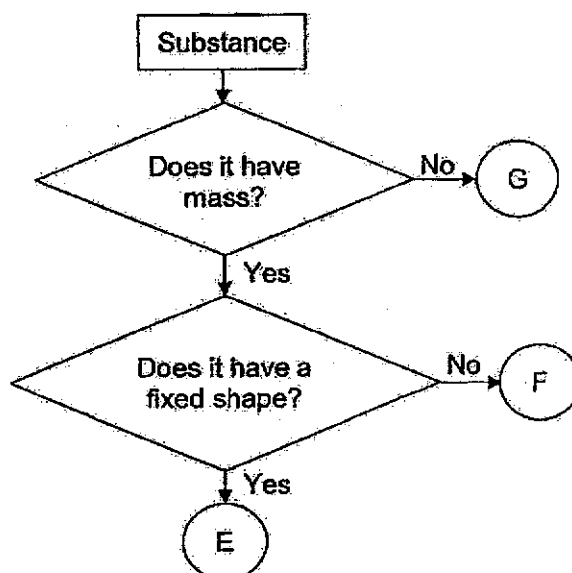 Substance
Does it have
mass?
No
G
Yes
Does it have a
fixed shape?
No
F
Yes
E